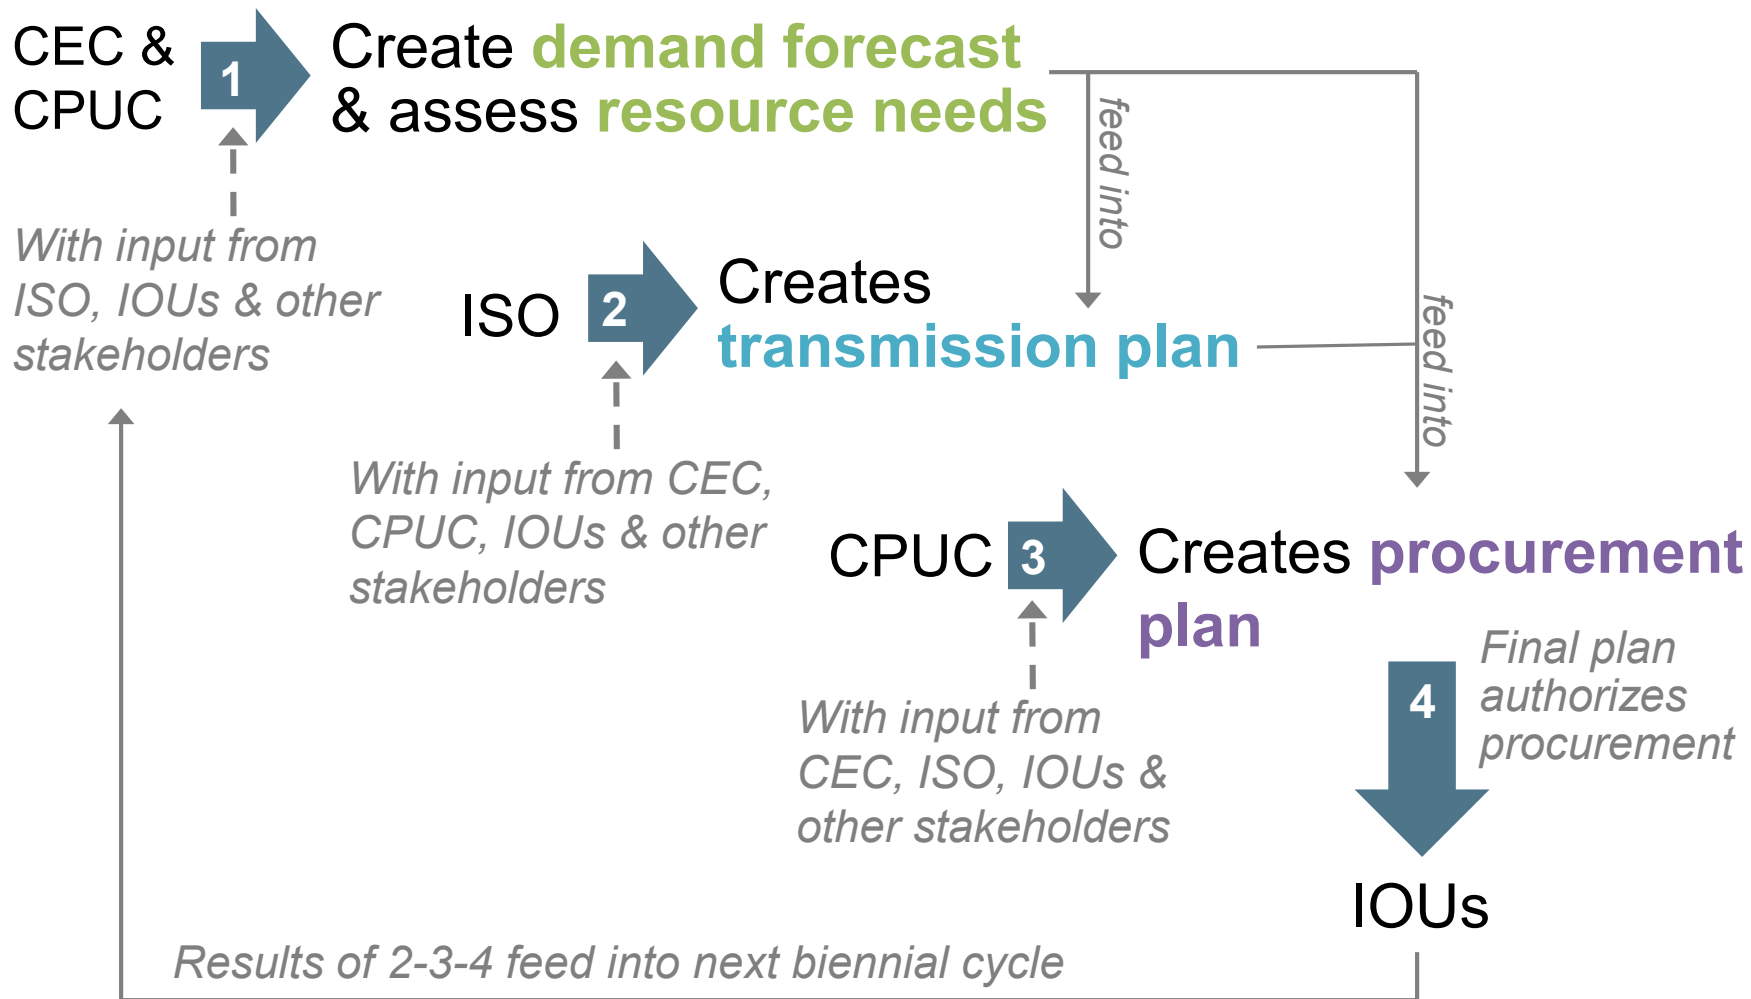 CEC &
CPUC
1
Create demand forecast
& assess resource needs
feed into
With input from
ISO, IOUs & other
stakeholders
ISO
2
Creates
transmission plan
feed into
With input from CEC,
CPUC, IOUs & other
stakeholders
CPUC
3
Creates procurement
plan
With input from
CEC, ISO, IOUs &
other stakeholders
4
Final plan
authorizes
procurement
IOUs
Results of 2-3-4 feed into next biennial cycle